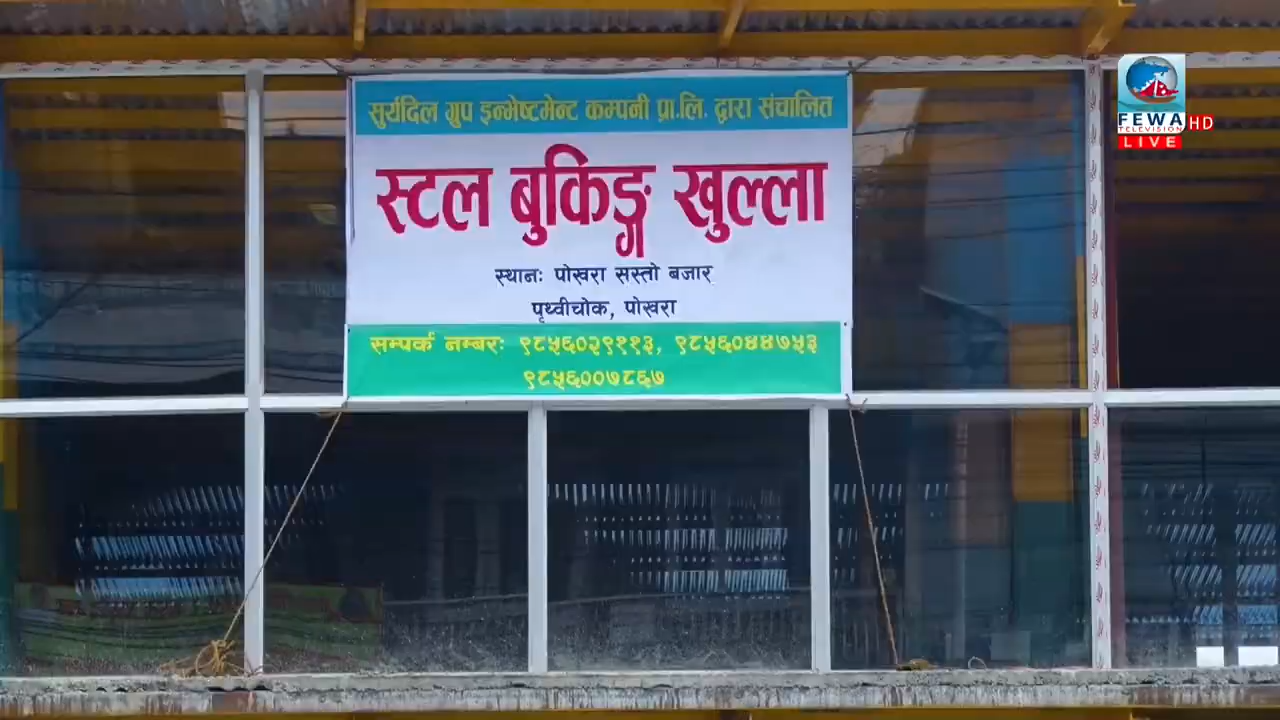 सुर्यदिल ग्रुप इन्भेष्टमेन्ट कम्पनी प्रा.लि. द्वारा संचालित
स्टल बुकिङ्ग खुल्ला
स्थानः पोखरा सस्तो बजार
पृथ्वीचोक, पोखरा
सम्पर्क नम्बरः ९८५६०२९११३, ९८५६०४४७५३
९८५६००७८६७
FEWA HD
TELEVISION
LIVE